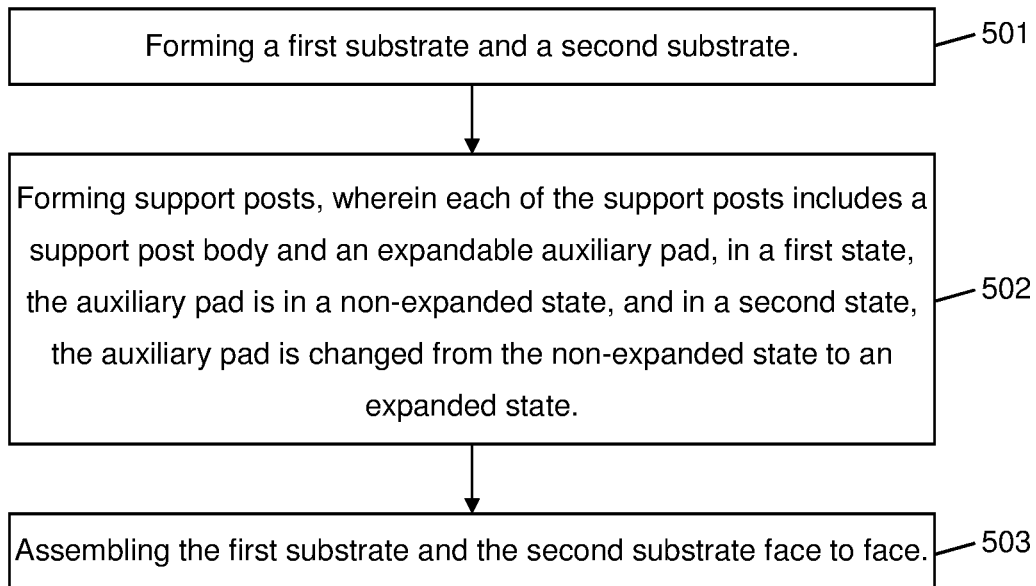 Forming a first substrate and a second substrate.
501
Forming support posts, wherein each of the support posts includes a
support post body and an expandable auxiliary pad, in a first state,
the auxiliary pad is in a non-expanded state, and in a second state,
the auxiliary pad is changed from the non-expanded state to an
expanded state.
502
Assembling the first substrate and the second substrate face to face.
503